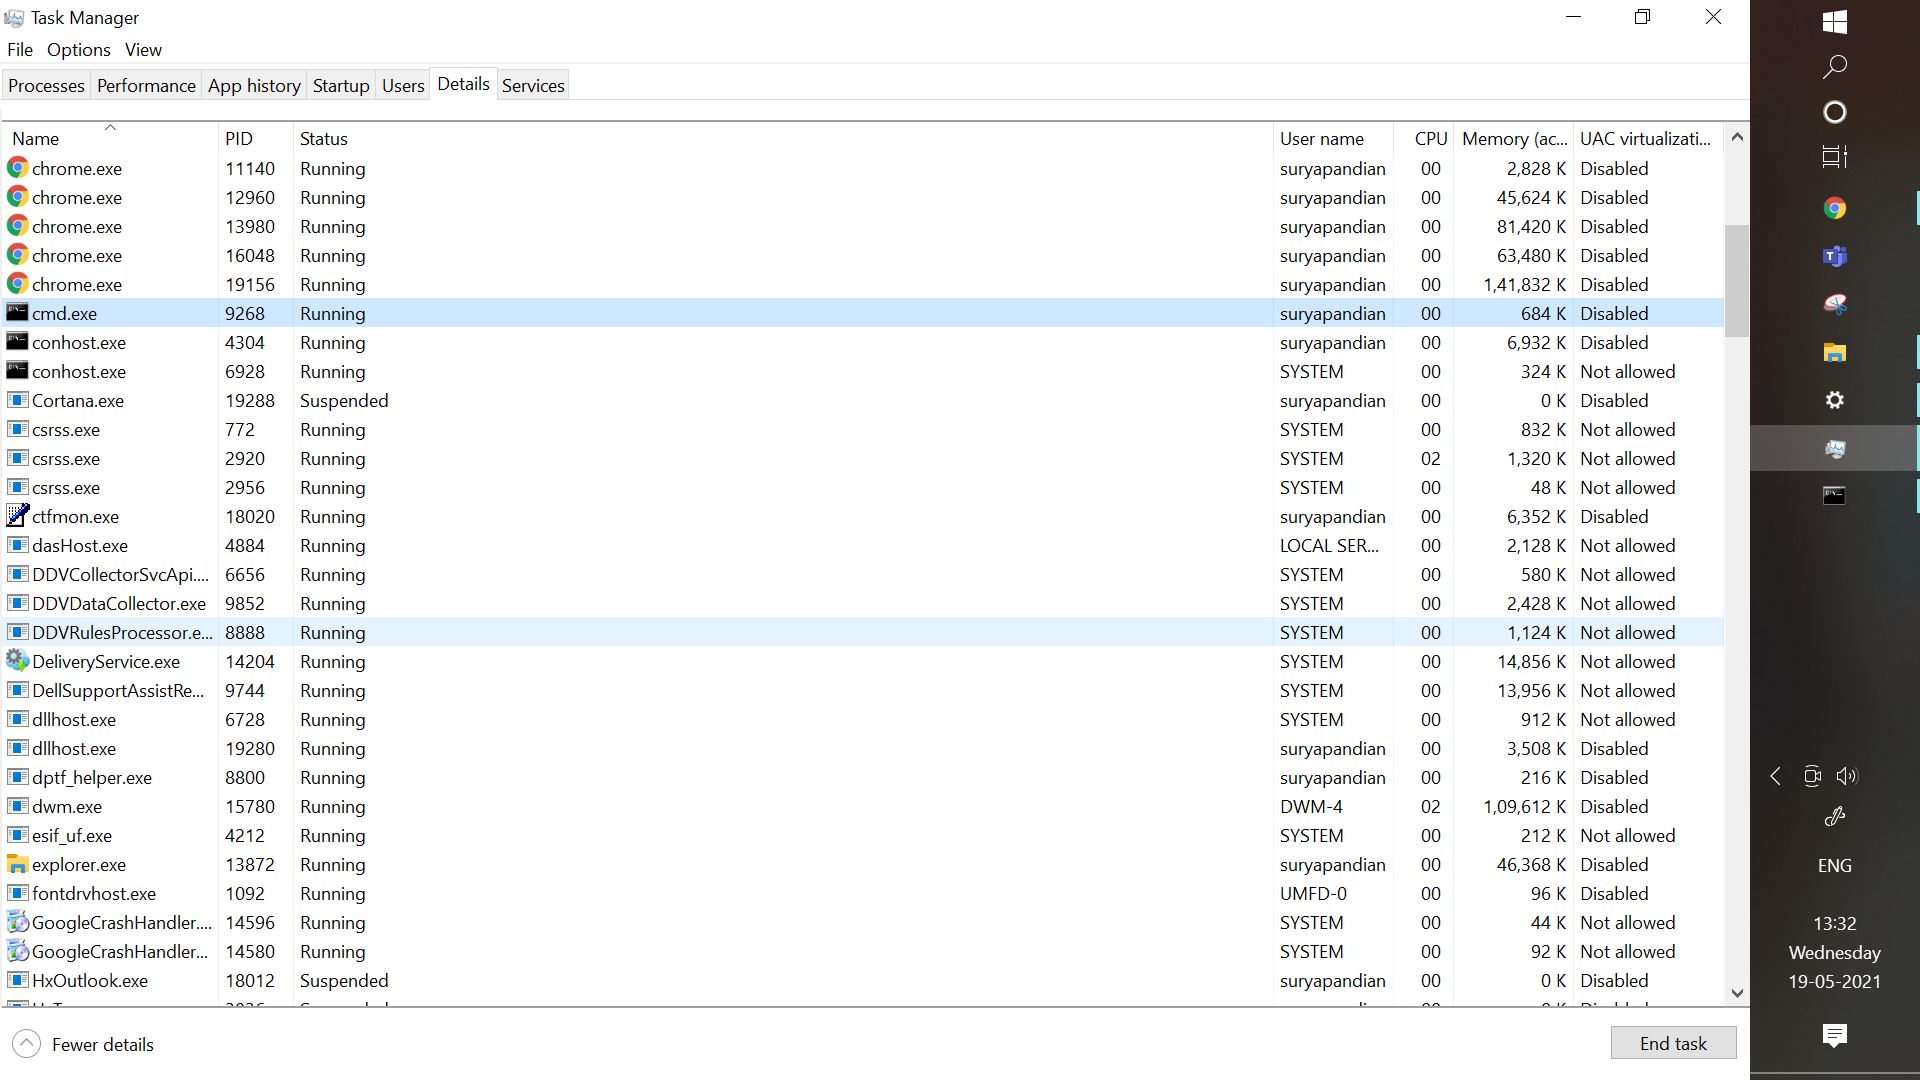 Task Manager
File Options View
Processes Performance App history Startup Users Details Services
Name PID Status User name CPU Memory (ac... UAC virtualizati...
chrome.exe 11140 Running suryapandian 00 2,828 K Disabled
chrome.exe 12960 Running suryapandian 00 45,624 K Disabled
chrome.exe 13980 Running suryapandian 00 81,420 K Disabled
chrome.exe 16048 Running suryapandian 00 63,480 K Disabled
chrome.exe 19156 Running suryapandian 00 1,41,832 K Disabled
cmd.exe 9268 Running suryapandian 00 684 K Disabled
conhost.exe 4304 Running suryapandian 00 6,932 K Disabled
conhost.exe 6928 Running SYSTEM 00 324 K Not allowed
Cortana.exe 19288 Suspended suryapandian 00 0 K Disabled
csrss.exe 772 Running SYSTEM 00 832 K Not allowed
csrss.exe 2920 Running SYSTEM 02 1,320 K Not allowed
csrss.exe 2956 Running SYSTEM 00 48 K Not allowed
ctfmon.exe 18020 Running suryapandian 00 6,352 K Disabled
dasHost.exe 4884 Running LOCAL SER... 00 2,128 K Not allowed
DDVCollectorSvcApi.... 6656 Running SYSTEM 00 580 K Not allowed
DDVDataCollector.exe 9852 Running SYSTEM 00 2,428 K Not allowed
DDVRulesProcessor.e... 8888 Running SYSTEM 00 1,124 K Not allowed
DeliveryService.exe 14204 Running SYSTEM 00 14,856 K Not allowed
DellSupportAssistRe... 9744 Running SYSTEM 00 13,956 K Not allowed
dllhost.exe 6728 Running SYSTEM 00 912 K Not allowed
dllhost.exe 19280 Running suryapandian 00 3,508 K Disabled
dptf_helper.exe 8800 Running suryapandian 00 216 K Disabled
dwm.exe 15780 Running DWM-4 02 1,09,612 K Disabled
esif_uf.exe 4212 Running SYSTEM 00 212 K Not allowed
explorer.exe 13872 Running suryapandian 00 46,368 K Disabled
fontdrvhost.exe 1092 Running UMFD-0 00 96 K Disabled
GoogleCrashHandler.... 14596 Running SYSTEM 00 44 K Not allowed
GoogleCrashHandler... 14580 Running SYSTEM 00 92 K Not allowed
HxOutlook.exe 18012 Suspended suryapandian 00 0 K Disabled
Fewer details
End task
ENG
13:32
Wednesday
19-05-2021